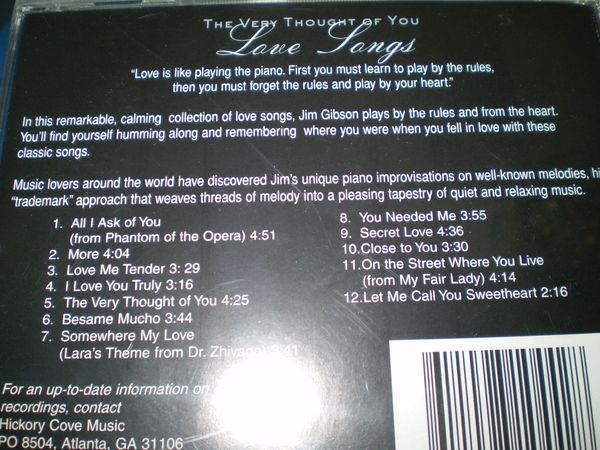 THE VERY THOUGHT OF YOU
Love Songs
"Love is like playing the piano. First you must learn to play by the rules,
then you must forget the rules and play by your heart."
In this remarkable, calming collection of love songs, Jim Gibson plays by the rules and from the heart.
You'll find yourself humming along and remembering where you were when you fell in love with these
classic songs.
Music lovers around the world have discovered Jim's unique piano improvisations on well-known melodies,
"trademark" approach that weaves threads of melody into a pleasing tapestry of quiet and relaxing music.
1. All I Ask of You
(from Phantom of the Opera) 4:51
2. More 4:04
3. Love Me Tender 3: 29
4. I Love You Truly 3:16
5. The Very Thought of You 4:25
6. Besame Mucho 3:44
7. Somewhere My Love
(Lara's Theme from Dr. Zhivago) 3:41
8. You Needed Me 3:55
9. Secret Love 4:36
10. Close to You 3:30
11. On the Street Where You Live
(from My Fair Lady) 4:14
12. Let Me Call You Sweetheart 2:16
For an up-to-date information on
recordings, contact
Hickory Cove Music
PO 8504, Atlanta, GA 31106